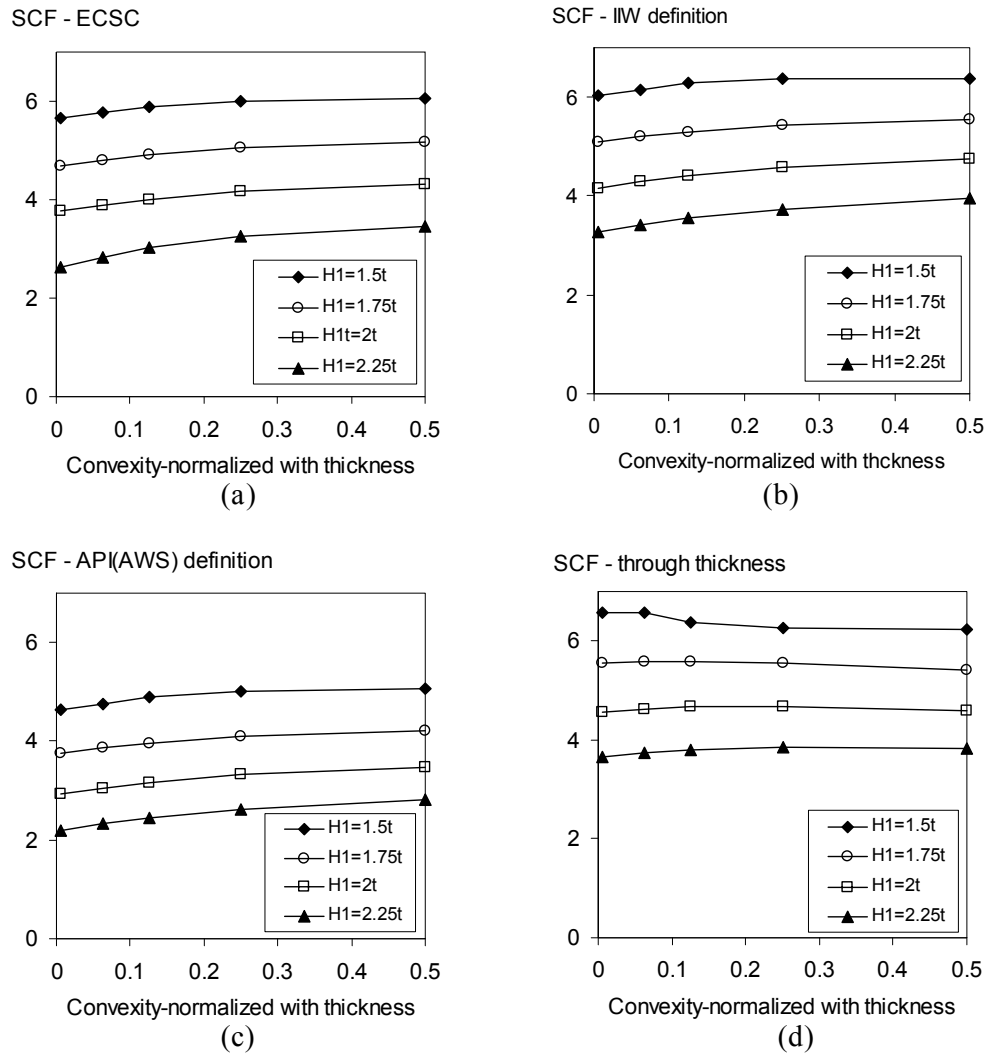 SCF - ECSC
6
4
2
0
H1=1.5t
H1=1.75t
H1t=2t
H1=2.25t
0 0.1 0.2 0.3 0.4 0.5
Convexity-normalized with thickness
(a)
SCF - IIW definition
6
4
2
0
H1=1.5t
H1=1.75t
H1=2t
H1=2.25t
0 0.1 0.2 0.3 0.4 0.5
Convexity-normalized with thckness
(b)
SCF - API(AWS) definition
6
4
2
0
H1=1.5t
H1=1.75t
H1=2t
H1=2.25t
0 0.1 0.2 0.3 0.4 0.5
Convexity-normalized with thickness
(c)
SCF - through thickness
6
4
2
0
H1=1.5t
H1=1.75t
H1=2t
H1=2.25t
0 0.1 0.2 0.3 0.4 0.5
Convexity-normalized with thickness
(d)